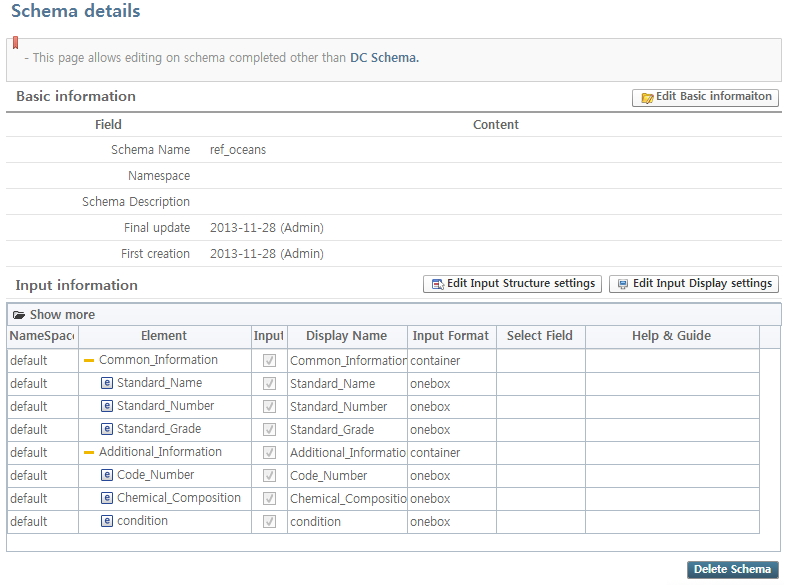 Schema details
- This page allows editing on schema completed other than DC Schema.
Basic information
Edit Basic informaiton
Field Content
Schema Name ref_oceans
Namespace
Schema Description
Final update 2013-11-28 (Admin)
First creation 2013-11-28 (Admin)
Input information
Edit Input Structure settings
Edit Input Display settings
Show more
NameSpac Element Input Display Name Input Format Select Field Help & Guide
default Common_Information Common_Information container
default Standard_Name Standard_Name onebox
default Standard_Number Standard_Number onebox
default Standard_Grade Standard_Grade onebox
default Additional_Information Additional_Informatio container
default Code_Number Code_Number onebox
default Chemical_Composition Chemical_Compositio onebox
default condition condition onebox
Delete Schema